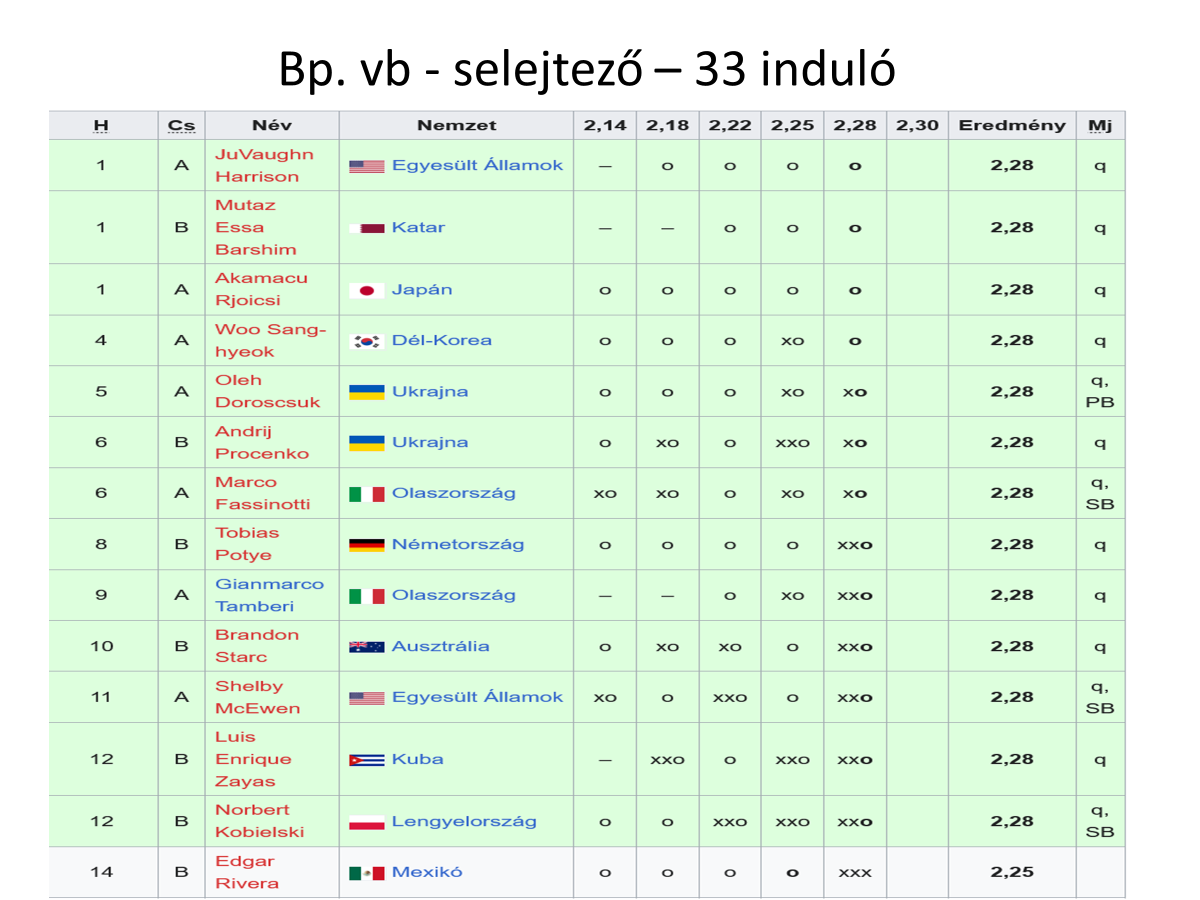 Bp. vb - selejtező – 33 induló
H Cs Név Nemzet 2,14 2,18 2,22 2,25 2,28 2,30 Eredmény Mj
1 A JuVaughn Harrison Egyesült Államok – o o o o 2,28 q
1 B Mutaz Essa Barshim Katar – – o o o 2,28 q
1 A Akamacu Rjoicsi Japán o o o o o 2,28 q
4 A Woo Sang-hyeok Dél-Korea o o o xo o 2,28 q
5 A Oleh Doroscsuk Ukrajna o o o xo xo 2,28 q, PB
6 B Andrij Procenko Ukrajna o xo o xxo xo 2,28 q
6 A Marco Fassinotti Olaszország xo xo o xo xo 2,28 q, SB
8 B Tobias Potye Németország o o o o xxo 2,28 q
9 A Gianmarco Tamberi Olaszország – – o xo xxo 2,28 q
10 B Brandon Starc Ausztrália o xo xo o xxo 2,28 q
11 A Shelby McEwen Egyesült Államok xo o xxo o xxo 2,28 q, SB
12 B Luis Enrique Zayas Kuba – xxo o xxo xxo 2,28 q
12 B Norbert Kobielski Lengyelország o o xxo xxo xxo 2,28 q, SB
14 B Edgar Rivera Mexikó o o o o xxx 2,25